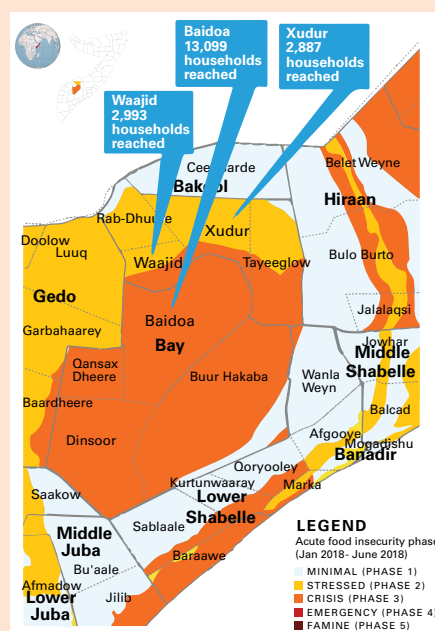 Baidoa
13,099
households
reached
Xudur
2,887
households
reached
Waajid
2,993
households
reached
Belet Weyne
Bakool
Hiraan
Rab-Dhuure
Xudur
Doolow
Luuq
Waajid
Tayeeglow
Bulo Burto
Gedo
Jalalaqsi
Garbahaarey
Baidoa
Bay
Jowhar
Middle
Shabelle
Qansax
Dheere
Buur Hakaba
Wanla
Weyn
Baardheere
Balcad
Dinsoor
Afgooye
Mogadishu
Banadir
Qoryooley
Kurtunwaaray
Marka
Saakow
Lower
Shabelle
Sablaale
Middle
Juba
Baraawe
Bu'aale
Afmadow
Lower
Juba
Jilib
LEGEND
Acute food insecurity phase
(Jan 2018- June 2018)
MINIMAL (PHASE 1)
STRESSED (PHASE 2)
CRISIS (PHASE 3)
EMERGENCY (PHASE 4)
FAMINE (PHASE 5)